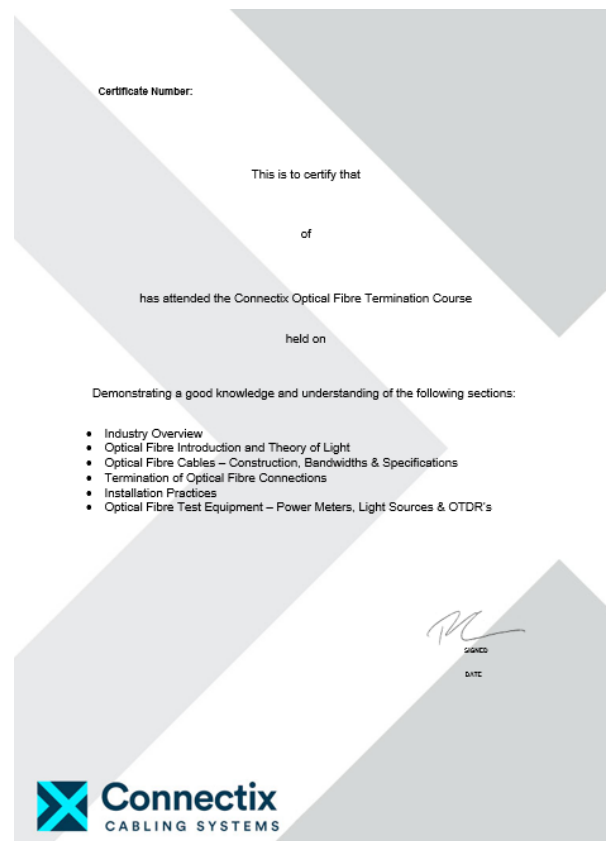 Certificate Number:
This is to certify that
of
has attended the Connectix Optical Fibre Termination Course
held on
Demonstrating a good knowledge and understanding of the following sections:
• Industry Overview
• Optical Fibre Introduction and Theory of Light
• Optical Fibre Cables – Construction, Bandwidths & Specifications
• Termination of Optical Fibre Connections
• Installation Practices
• Optical Fibre Test Equipment – Power Meters, Light Sources & OTDR's
SIGNED
DATE
Connectix
CABLING SYSTEMS